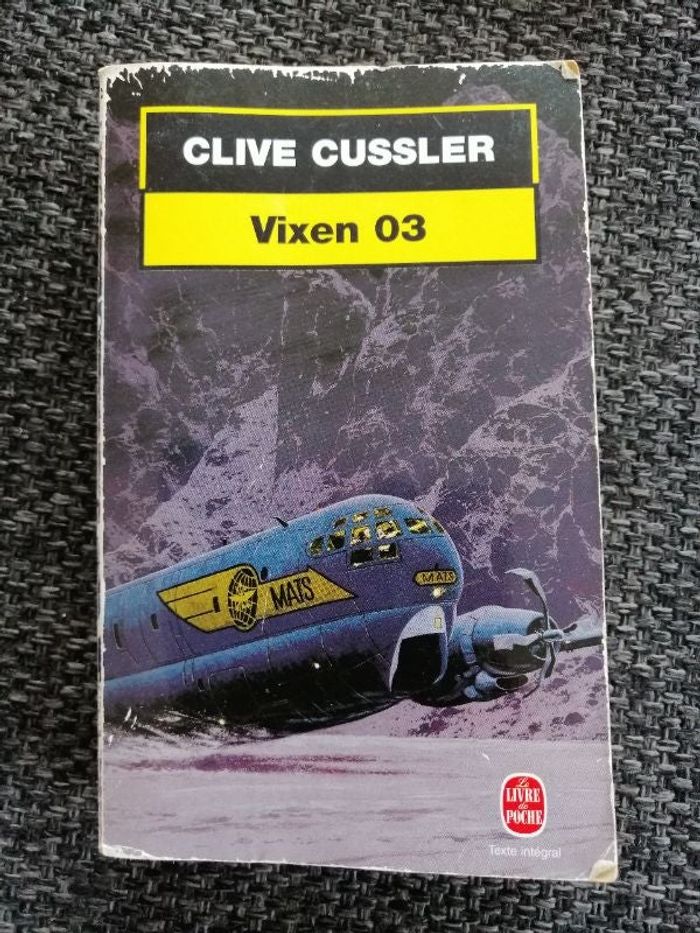 CLIVE CUSSLER
Vixen 03
MATS
MATS
Le
LIVRE
de
POCHE
Texte intégral